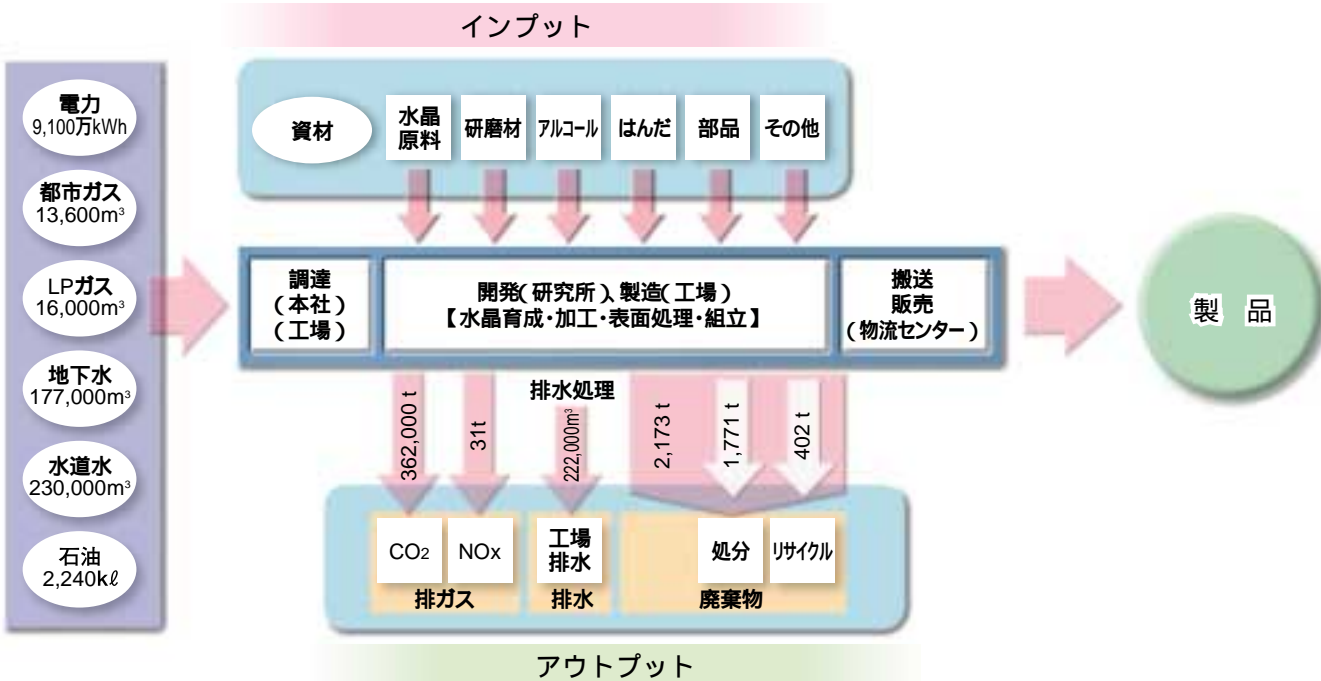 インプット
電力
9,100万kWh
都市ガス
13,600m³
LPガス
16,000m³
地下水
177,000m³
水道水
230,000m³
石油
2,240kℓ
資材
水晶
原料
研磨材
アルコール
はんだ
部品
その他
調達
(本社)
(工場)
開発(研究所)、製造(工場)
【水晶育成・加工・表面処理・組立】
搬送
販売
(物流センター)
製 品
362,000 t
31t
排水処理
222,000m³
2,173 t
1,771 t
402 t
CO₂
NOx
工場
排水
処分
リサイクル
排ガス
排水
廃棄物
アウトプット